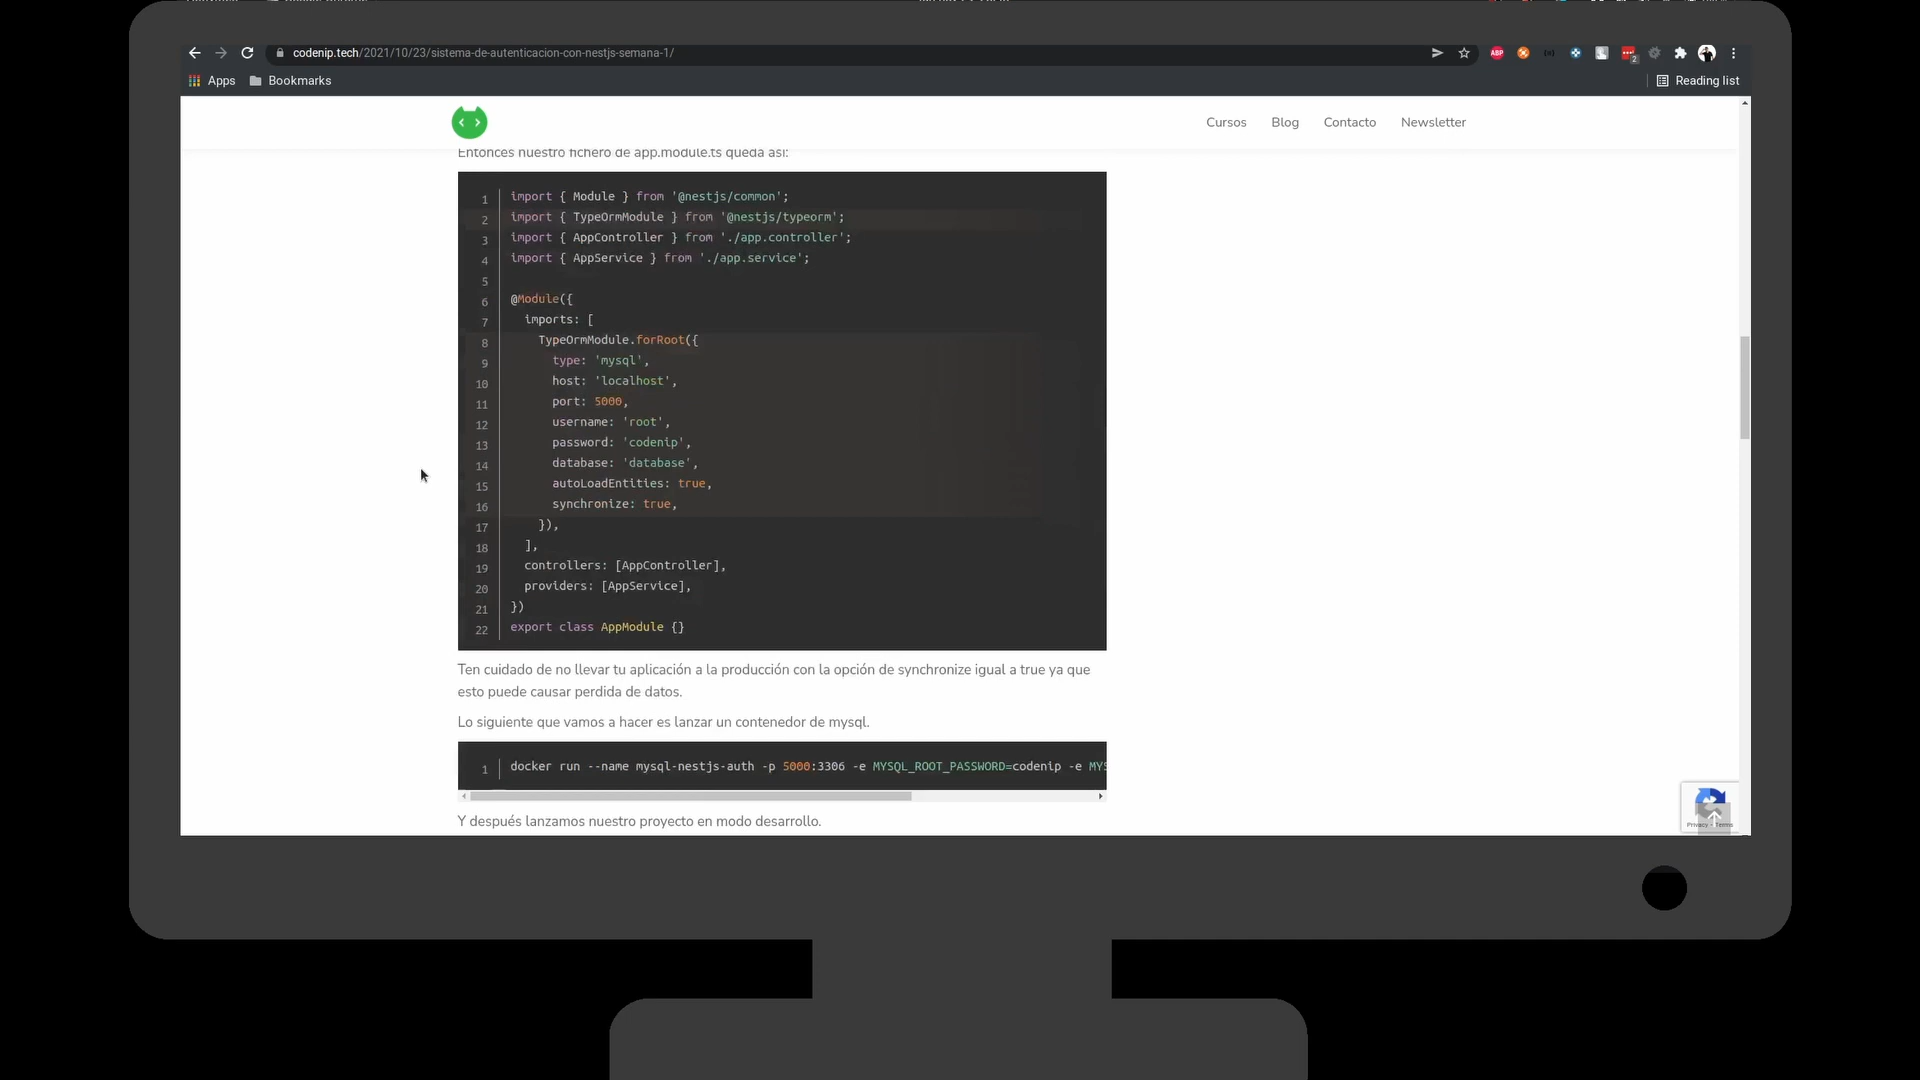 codenip.tech/2021/10/23/sistema-de-autenticacion-con-nestjs-semana-1/
ABP
2
Apps
Bookmarks
Reading list
< >
Cursos
Blog
Contacto
Newsletter
Entonces nuestro fichero de app.module.ts queda así:
1 import { Module } from '@nestjs/common';
2 import { TypeOrmModule } from '@nestjs/typeorm';
3 import { AppController } from './app.controller';
4 import { AppService } from './app.service';
5
6 @Module({
7 imports: [
8 TypeOrmModule.forRoot({
9 type: 'mysql',
10 host: 'localhost',
11 port: 5000,
12 username: 'root',
13 password: 'codenip',
14 database: 'database',
15 autoLoadEntities: true,
16 synchronize: true,
17 }),
18 ],
19 controllers: [AppController],
20 providers: [AppService],
21 })
22 export class AppModule {}
Ten cuidado de no llevar tu aplicación a la producción con la opción de synchronize igual a true ya que
esto puede causar perdida de datos.
Lo siguiente que vamos a hacer es lanzar un contenedor de mysql.
1 docker run --name mysql-nestjs-auth -p 5000:3306 -e MYSQL_ROOT_PASSWORD=codenip -e MYS
Y después lanzamos nuestro proyecto en modo desarrollo.
Privacy - Terms